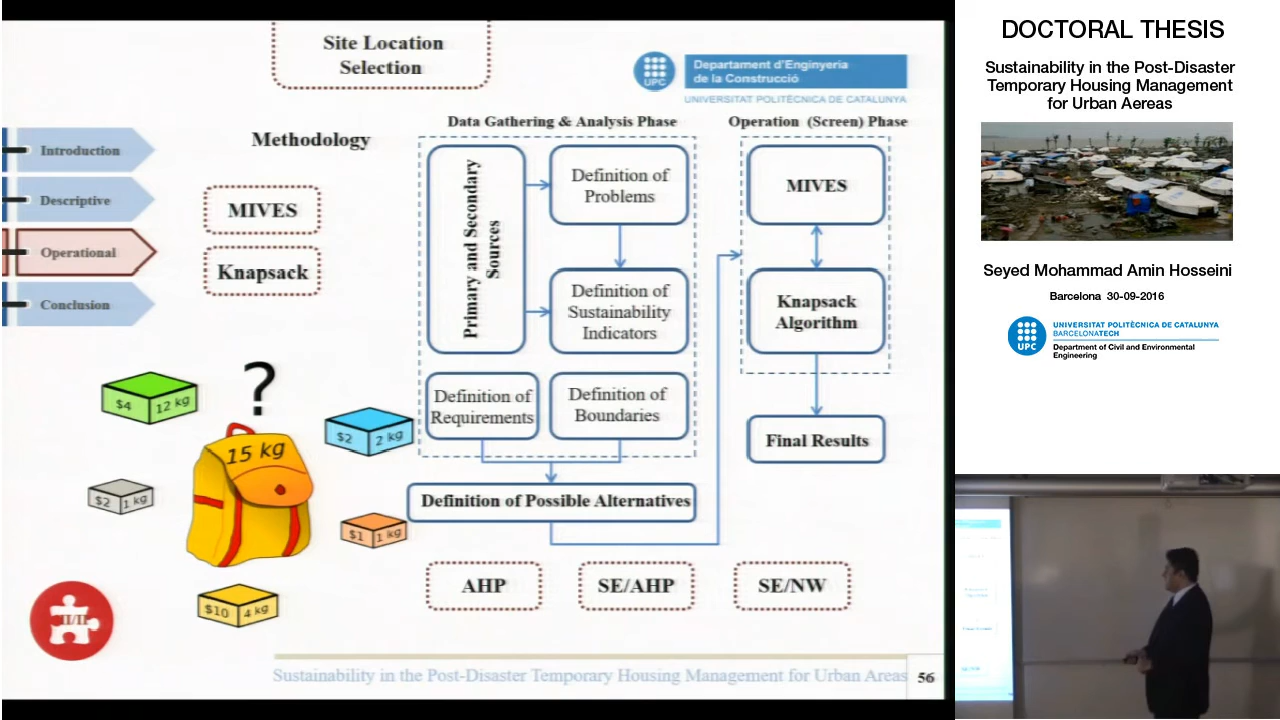 Site Location
Selection
UPC
Departament d'Enginyeria
de la Construcció
UNIVERSITAT POLITÈCNICA DE CATALUNYA
Introduction
Descriptive
Operational
Conclusion
Methodology
MIVES
Knapsack
Data Gathering & Analysis Phase
Operation (Screen) Phase
Primary and Secondary
Sources
Definition of
Problems
Definition of
Sustainability
Indicators
Definition of
Requirements
Definition of
Boundaries
Definition of Possible Alternatives
MIVES
Knapsack
Algorithm
Final Results
?
15 kg
$4 12 kg
$2 2 kg
$2 1 kg
$1 1 kg
$10 4 kg
AHP
SE/AHP
SE/NW
II/II
Sustainability in the Post-Disaster Temporary Housing Management for Urban Areas
56
DOCTORAL THESIS
Sustainability in the Post-Disaster
Temporary Housing Management
for Urban Aereas
Seyed Mohammad Amin Hosseini
Barcelona 30-09-2016
UPC
UNIVERSITAT POLITÈCNICA DE CATALUNYA
BARCELONATECH
Department of Civil and Environmental
Engineering